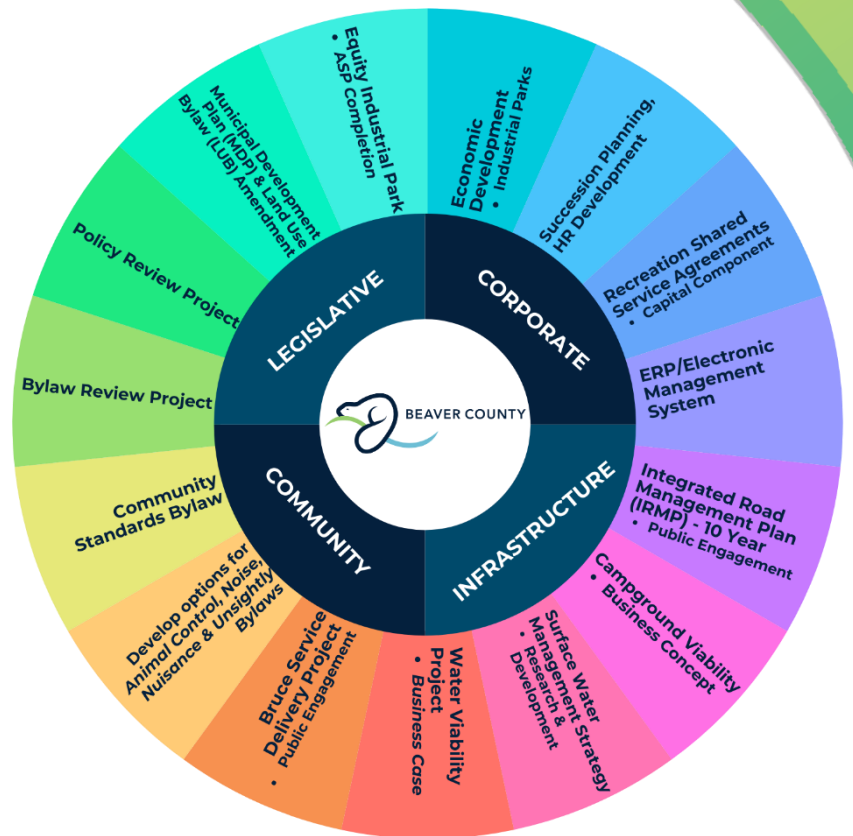 BEAVER COUNTY
LEGISLATIVE
CORPORATE
INFRASTRUCTURE
COMMUNITY
Economic
Development
• Industrial Parks
Succession Planning,
HR Development
Recreation Shared
Service Agreements
• Capital Component
ERP/Electronic
Management
System
Integrated Road
Management Plan
(IRMP) - 10 Year
• Public Engagement
Campground Viability
• Business Concept
Surface Water
Management Strategy
• Research &
Development
Water Viability
Project
• Business Case
Bruce Service
Delivery Project
• Public Engagement
Develop options for
Animal Control, Noise,
Nuisance & Unsightly
Bylaws
Community
Standards Bylaw
Bylaw Review Project
Policy Review Project
Municipal Development
Plan (MDP) & Land Use
Bylaw (LUB) Amendment
Equity Industrial Park
• ASP Completion